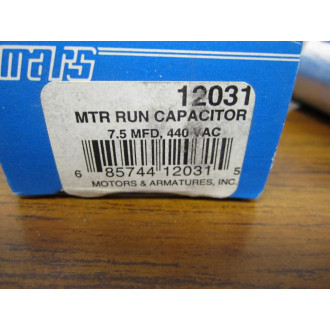 mars
12031
MTR RUN CAPACITOR
7.5 MFD, 440 VAC
6 85744 12031 5
MOTORS & ARMATURES, INC.